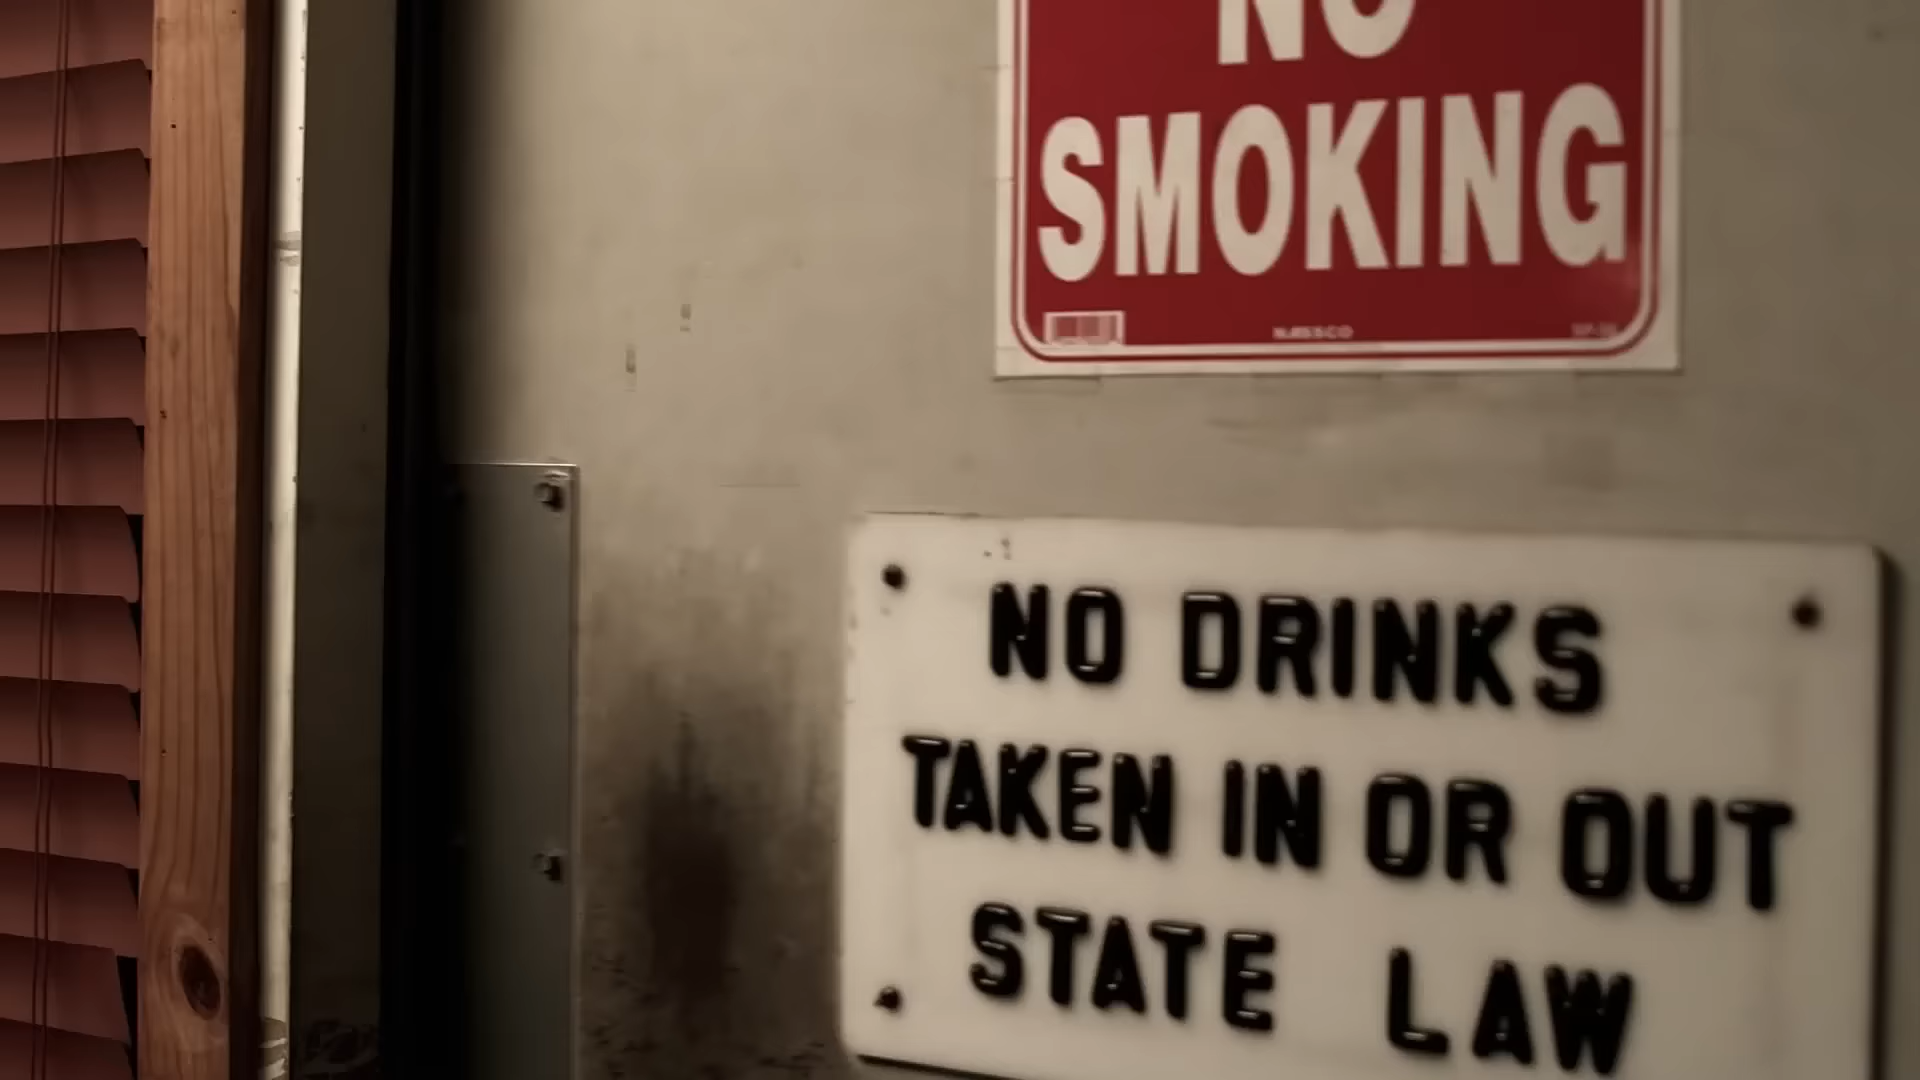 NO
SMOKING
NO DRINKS
TAKEN IN OR OUT
STATE LAW